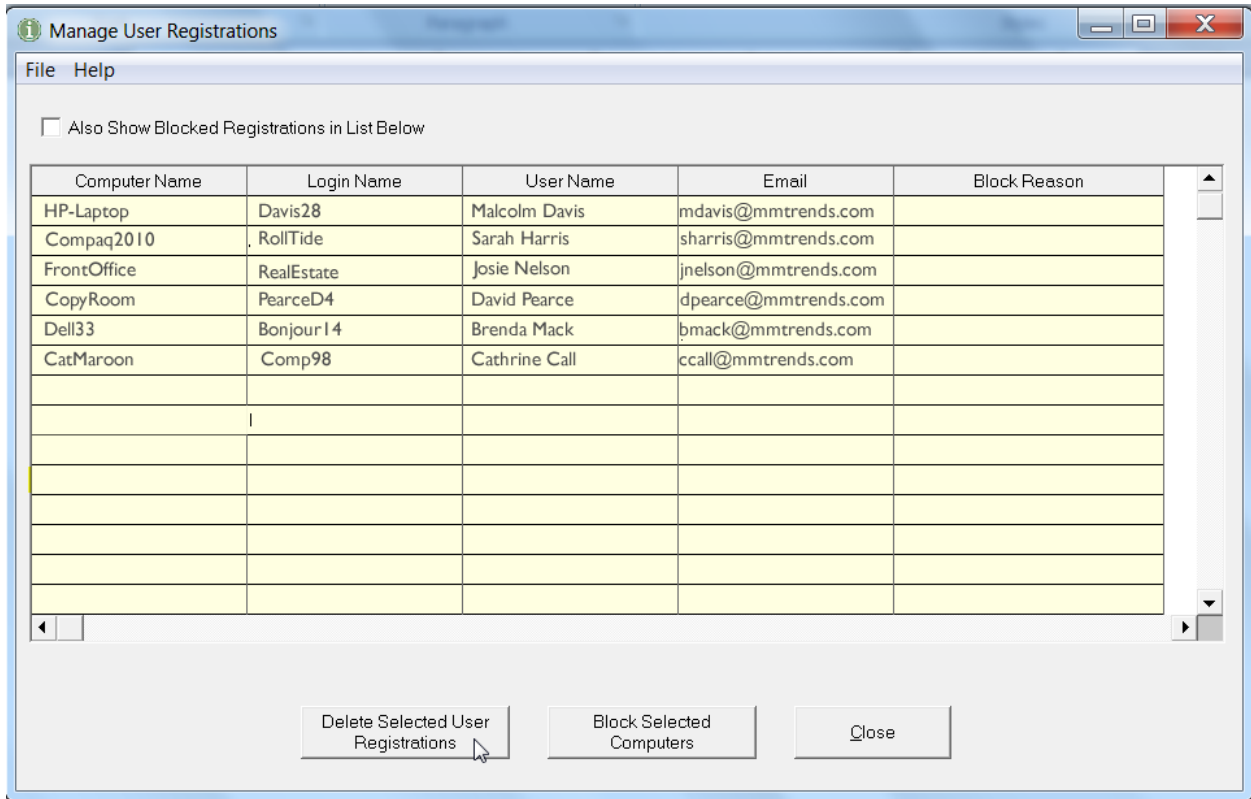 Manage User Registrations
File Help
Also Show Blocked Registrations in List Below
Computer Name Login Name User Name Email Block Reason
HP-Laptop Davis28 Malcolm Davis mdavis@mmtrends.com
Compaq2010 RollTide Sarah Harris sharris@mmtrends.com
FrontOffice RealEstate Josie Nelson jnelson@mmtrends.com
CopyRoom PearceD4 David Pearce dpearce@mmtrends.com
Dell33 Bonjour14 Brenda Mack bmack@mmtrends.com
CatMaroon Comp98 Cathrine Call ccall@mmtrends.com
Delete Selected User
Registrations
Block Selected
Computers
Close